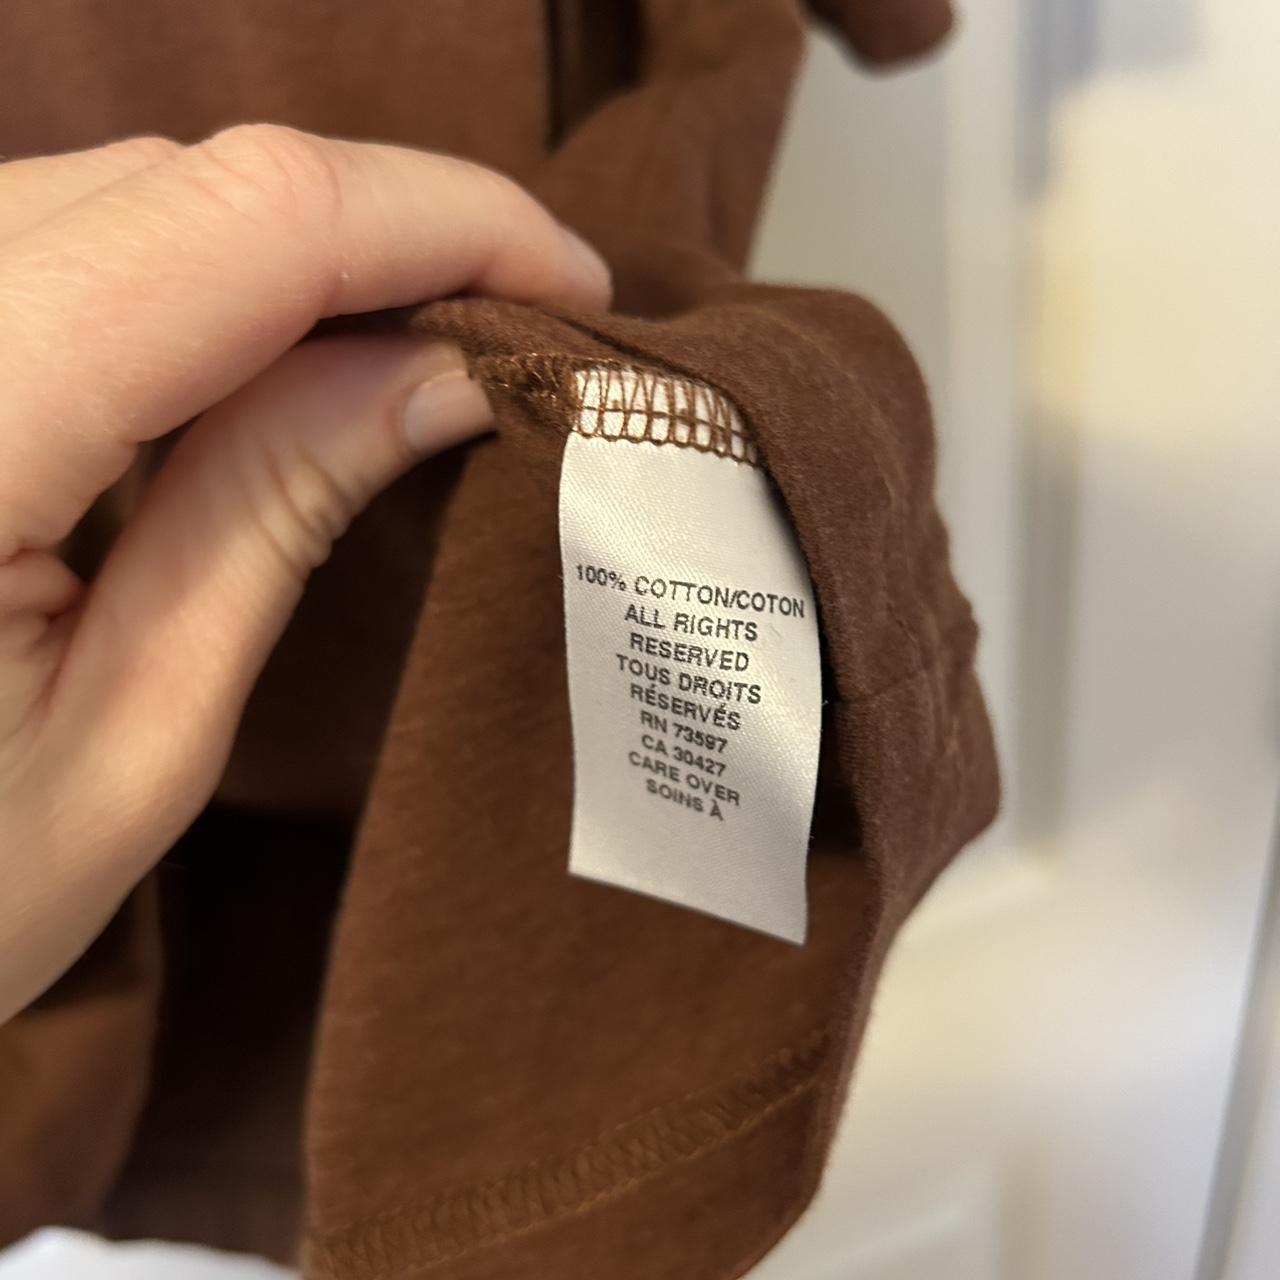 100% COTTON/COTON
ALL RIGHTS
RESERVED
TOUS DROITS
RÉSERVÉS
RN 73597
CA 30427
CARE OVER
SOINS À